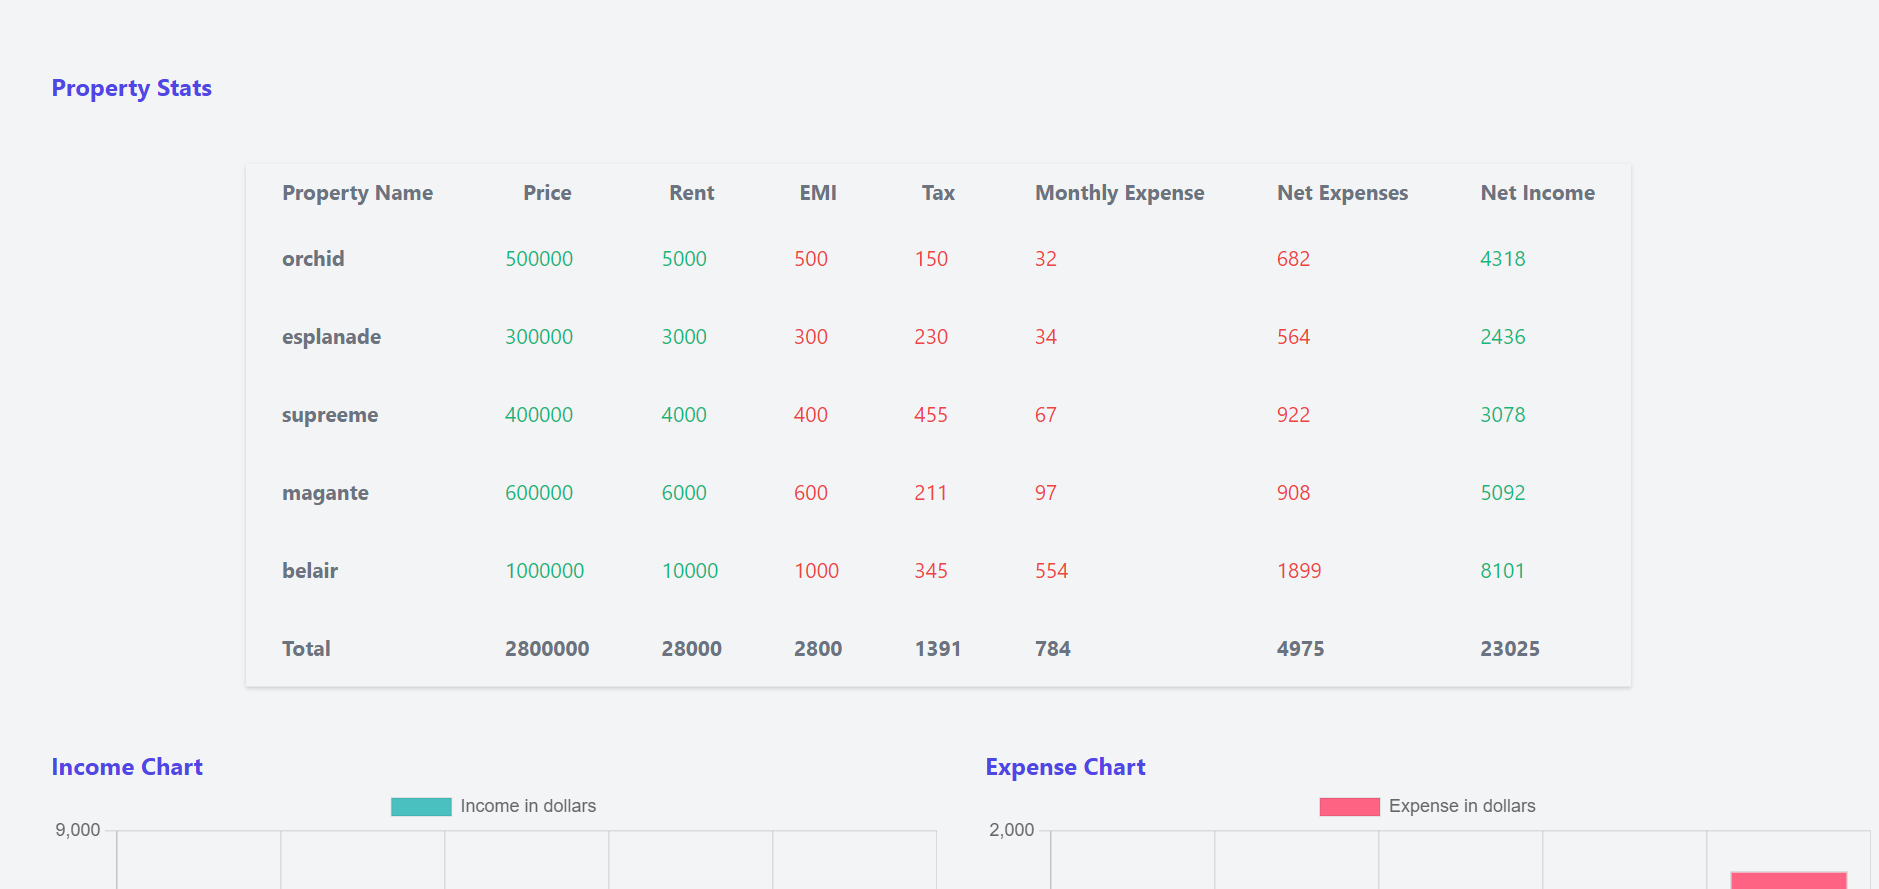 Property Stats
Property Name Price Rent EMI Tax Monthly Expense Net Expenses Net Income
orchid 500000 5000 500 150 32 682 4318
esplanade 300000 3000 300 230 34 564 2436
supreeme 400000 4000 400 455 67 922 3078
magante 600000 6000 600 211 97 908 5092
belair 1000000 10000 1000 345 554 1899 8101
Total 2800000 28000 2800 1391 784 4975 23025
Income Chart
Income in dollars
9,000
Expense Chart
Expense in dollars
2,000